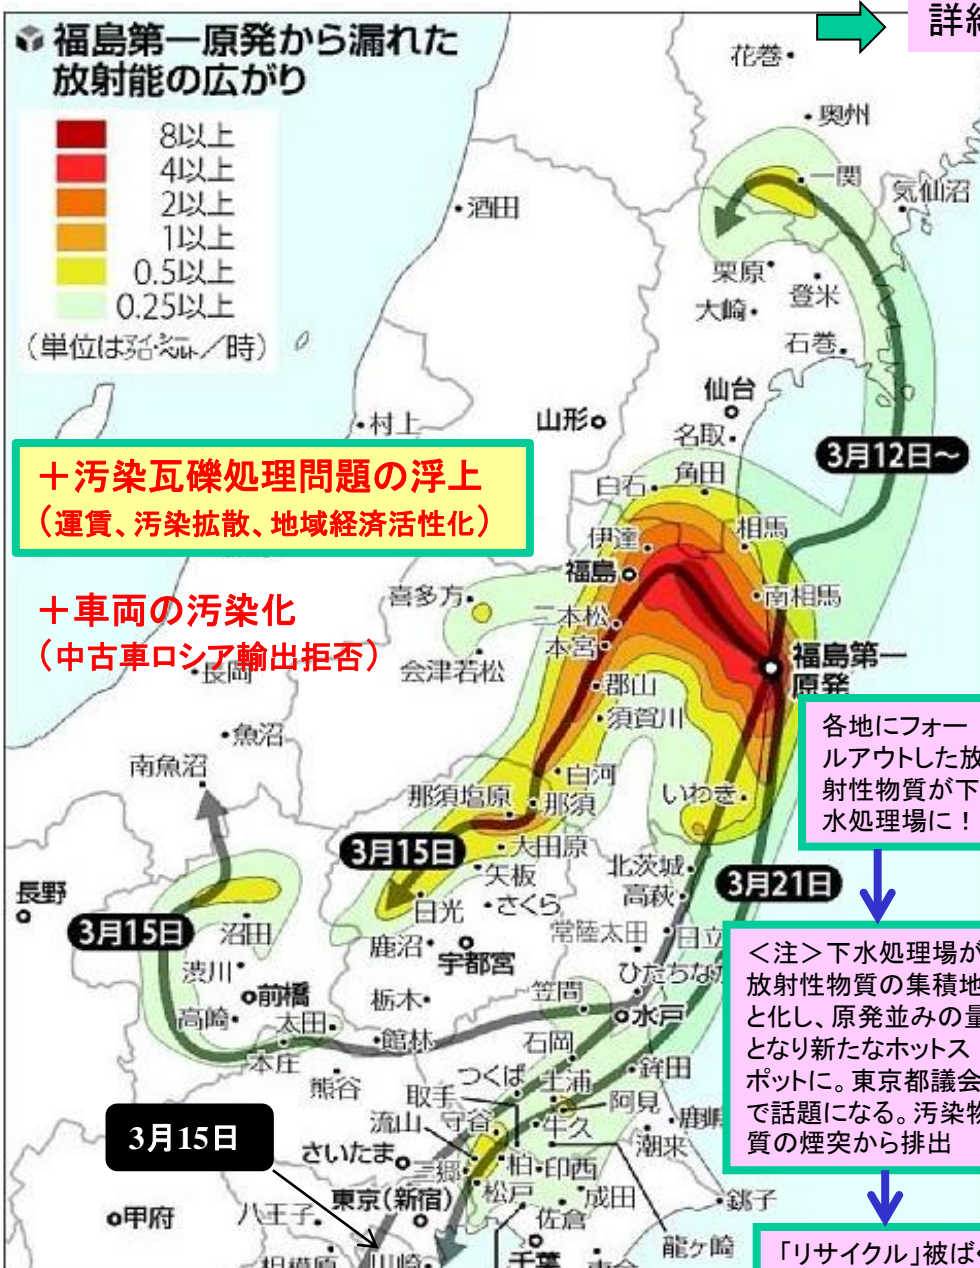 福島第一原発から漏れた
放射能の広がり
8以上
4以上
2以上
1以上
0.5以上
0.25以上
(単位はマイクロ・シーベルト／時)
詳細
花巻
奥州
一関
気仙沼
酒田
栗原
登米
大崎
石巻
仙台
山形
名取
村上
3月12日～
角田
白石
＋汚染瓦礫処理問題の浮上
（運賃、汚染拡散、地域経済活性化）
伊達
相馬
福島
南相馬
喜多方
二本松
＋車両の汚染化
（中古車ロシア輸出拒否）
本宮
会津若松
長岡
福島第一
原発
郡山
須賀川
魚沼
南魚沼
白河
那須塩原
那須
いわき
各地にフォー
ルアウトした放
射性物質が下
水処理場に！
3月15日
大田原
矢板
北茨城
高萩
3月21日
長野
日光
さくら
3月15日
沼田
鹿沼
宇都宮
常陸太田
日立
ひたちなか
渋川
前橋
栃木
笠間
水戸
高崎
太田
館林
石岡
本庄
熊谷
つくば
土浦
鉾田
＜注＞下水処理場が
放射性物質の集積地
と化し、原発並みの量
となり新たなホットス
ポットに。東京都議会
で話題になる。汚染物
質の煙突から排出
取手
阿見
流山
守谷
牛久
鹿嶋
潮来
3月15日
さいたま
三郷
柏
印西
松戸
成田
東京(新宿)
佐倉
銚子
甲府
八王子
千葉
龍ヶ崎
相模原
川崎
「リサイクル」被ばく